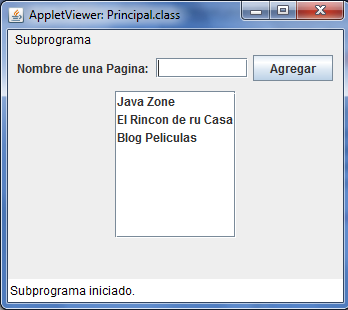 AppletViewer: Principal.class
Subprograma
Nombre de una Pagina: Agregar
Java Zone
El Rincon de ru Casa
Blog Peliculas
Subprograma iniciado.